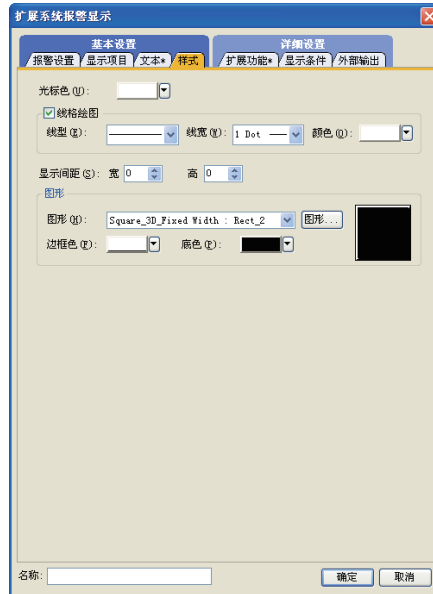 扩展系统报警显示
基本设置 详细设置
报警设置 显示项目 文本* 样式 扩展功能* 显示条件 外部输出
光标色(U):
线格绘图
线型(E): 线宽(W): 1 Dot 颜色(O):
显示间距(S): 宽 0 高 0
图形
图形(H): Square_3D_Fixed Width : Rect_2 图形...
边框色(F): 底色(P):
名称: 确定 取消